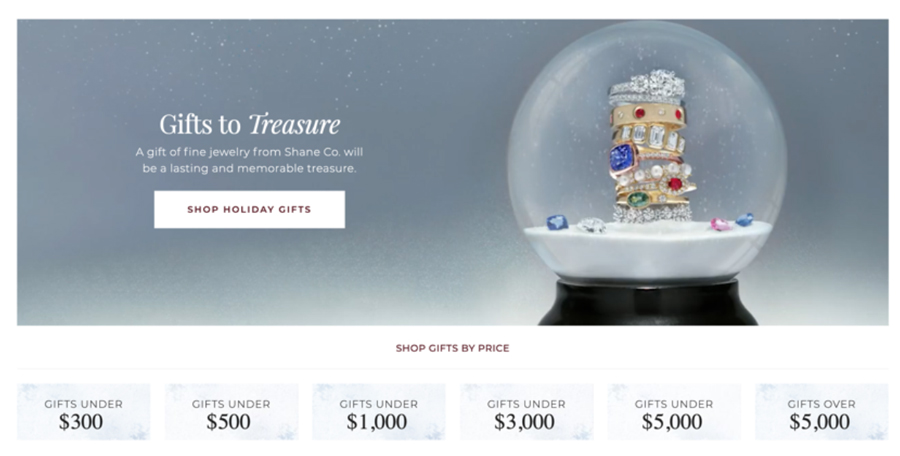 Gifts to Treasure
A gift of fine jewelry from Shane Co. will
be a lasting and memorable treasure.
SHOP HOLIDAY GIFTS
SHOP GIFTS BY PRICE
GIFTS UNDER
$300
GIFTS UNDER
$500
GIFTS UNDER
$1,000
GIFTS UNDER
$3,000
GIFTS UNDER
$5,000
GIFTS OVER
$5,000